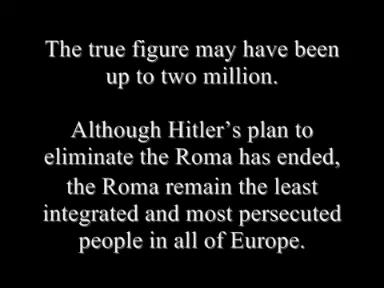 The true figure may have been
up to two million.
Although Hitler's plan to
eliminate the Roma has ended,
the Roma remain the least
integrated and most persecuted
people in all of Europe.